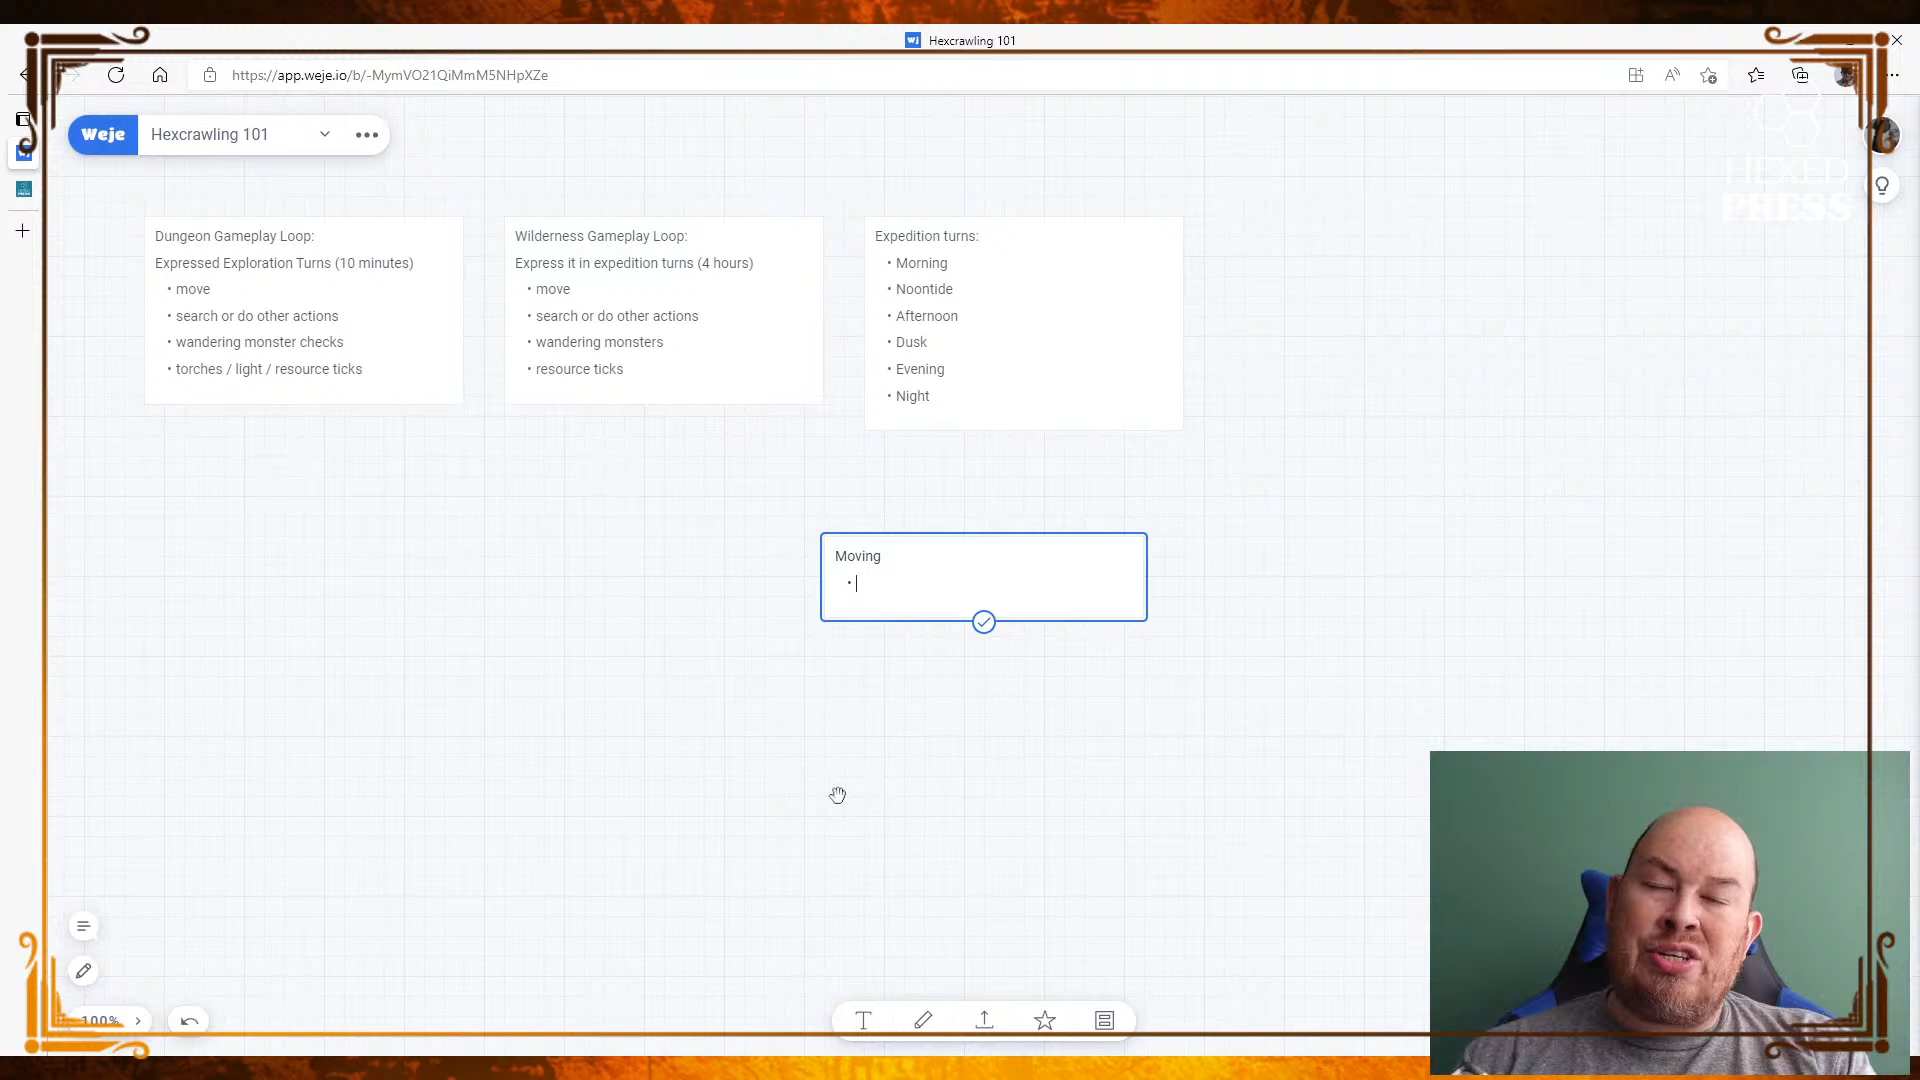 Hexcrawling 101
https://app.weje.io/b/-MymVO21QiMmM5NHpXZe
Weje
Hexcrawling 101
HEXED
PRESS
Dungeon Gameplay Loop:
Expressed Exploration Turns (10 minutes)
• move
• search or do other actions
• wandering monster checks
• torches / light / resource ticks
Wilderness Gameplay Loop:
Express it in expedition turns (4 hours)
• move
• search or do other actions
• wandering monsters
• resource ticks
Expedition turns:
• Morning
• Noontide
• Afternoon
• Dusk
• Evening
• Night
Moving
•
100%